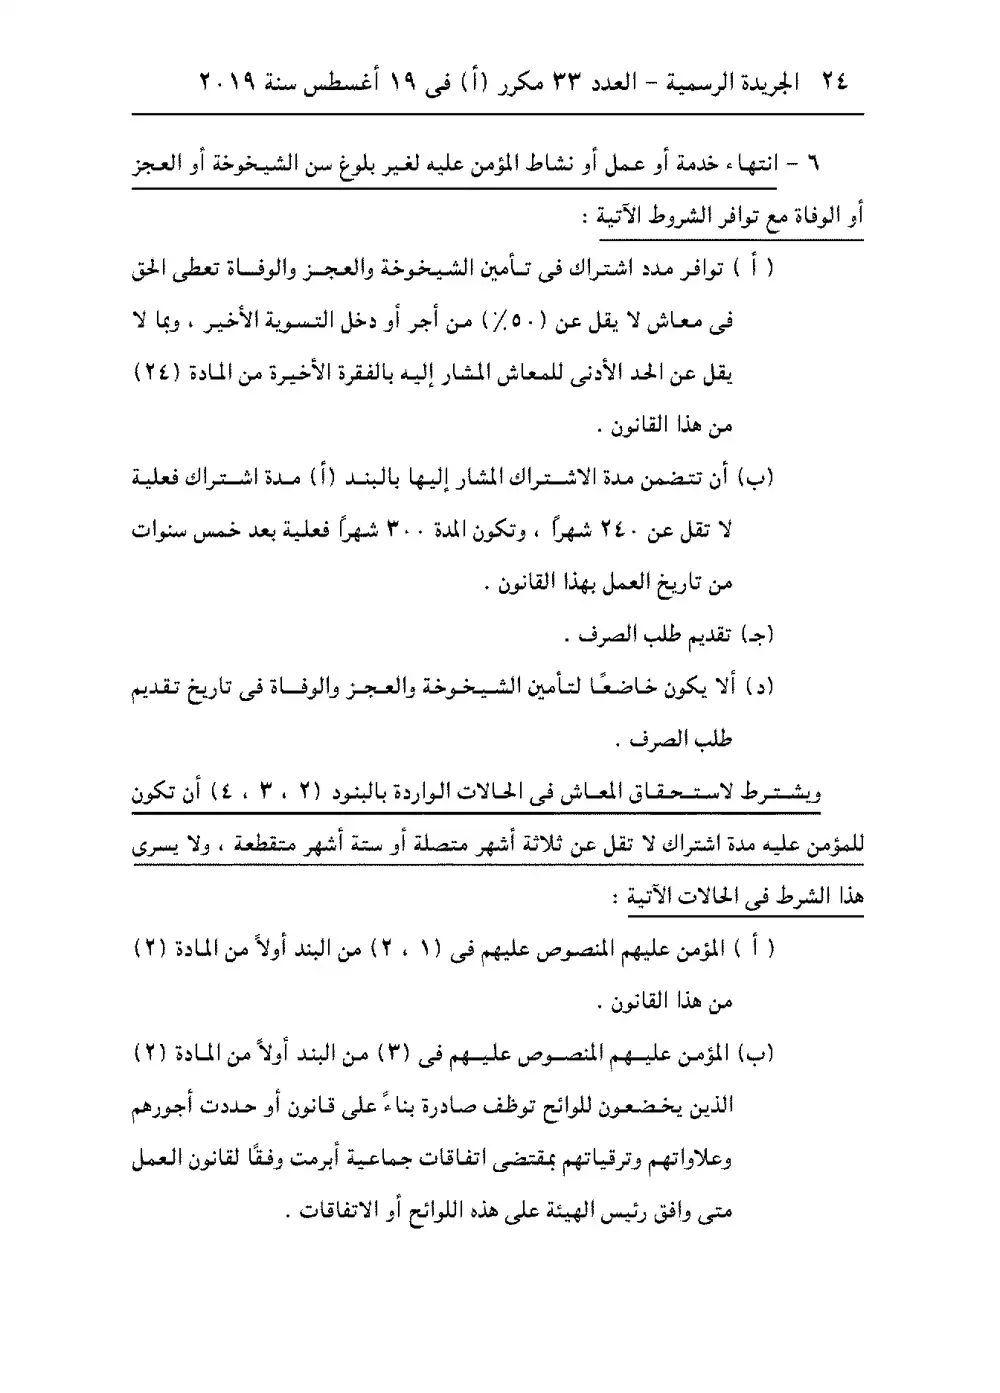 ٢٤ الجريدة الرسمية - العدد ٣٣ مكرر (أ) فى ١٩ أغسطس سنة ٢٠١٩
٦ - انتهاء خدمة أو عمل أو نشاط المؤمن عليه لغير بلوغ سن الشيخوخة أو العجز
أو الوفاة مع توافر الشروط الآتية :
( أ ) توافر مدد اشتراك فى تأمين الشيخوخة والعجز والوفاة تعطى الحق
فى معاش لا يقل عن (٥٠٪) من أجر أو دخل التسوية الأخير ، وبما لا
يقل عن الحد الأدنى للمعاش المشار إليه بالفقرة الأخيرة من المادة (٢٤)
من هذا القانون .
(ب) أن تتضمن مدة الاشتراك المشار إليها بالبند (أ) مدة اشتراك فعلية
لا تقل عن ٢٤٠ شهراً ، وتكون المدة ٣٠٠ شهراً فعلية بعد خمس سنوات
من تاريخ العمل بهذا القانون .
(جـ) تقديم طلب الصرف .
(د) ألا يكون خاضعًا لتأمين الشيخوخة والعجز والوفاة فى تاريخ تقديم
طلب الصرف .
ويشترط لاستحقاق المعاش فى الحالات الواردة بالبنود (٢ ، ٣ ، ٤) أن تكون
للمؤمن عليه مدة اشتراك لا تقل عن ثلاثة أشهر متصلة أو ستة أشهر متقطعة ، ولا يسرى
هذا الشرط فى الحالات الآتية :
( أ ) المؤمن عليهم المنصوص عليهم فى (١ ، ٢) من البند أولاً من المادة (٢)
من هذا القانون .
(ب) المؤمن عليهم المنصوص عليهم فى (٣) من البند أولاً من المادة (٢)
الذين يخضعون للوائح توظف صادرة بناءً على قانون أو حددت أجورهم
وعلاواتهم وترقياتهم بمقتضى اتفاقات جماعية أبرمت وفقًا لقانون العمل
متى وافق رئيس الهيئة على هذه اللوائح أو الاتفاقات .